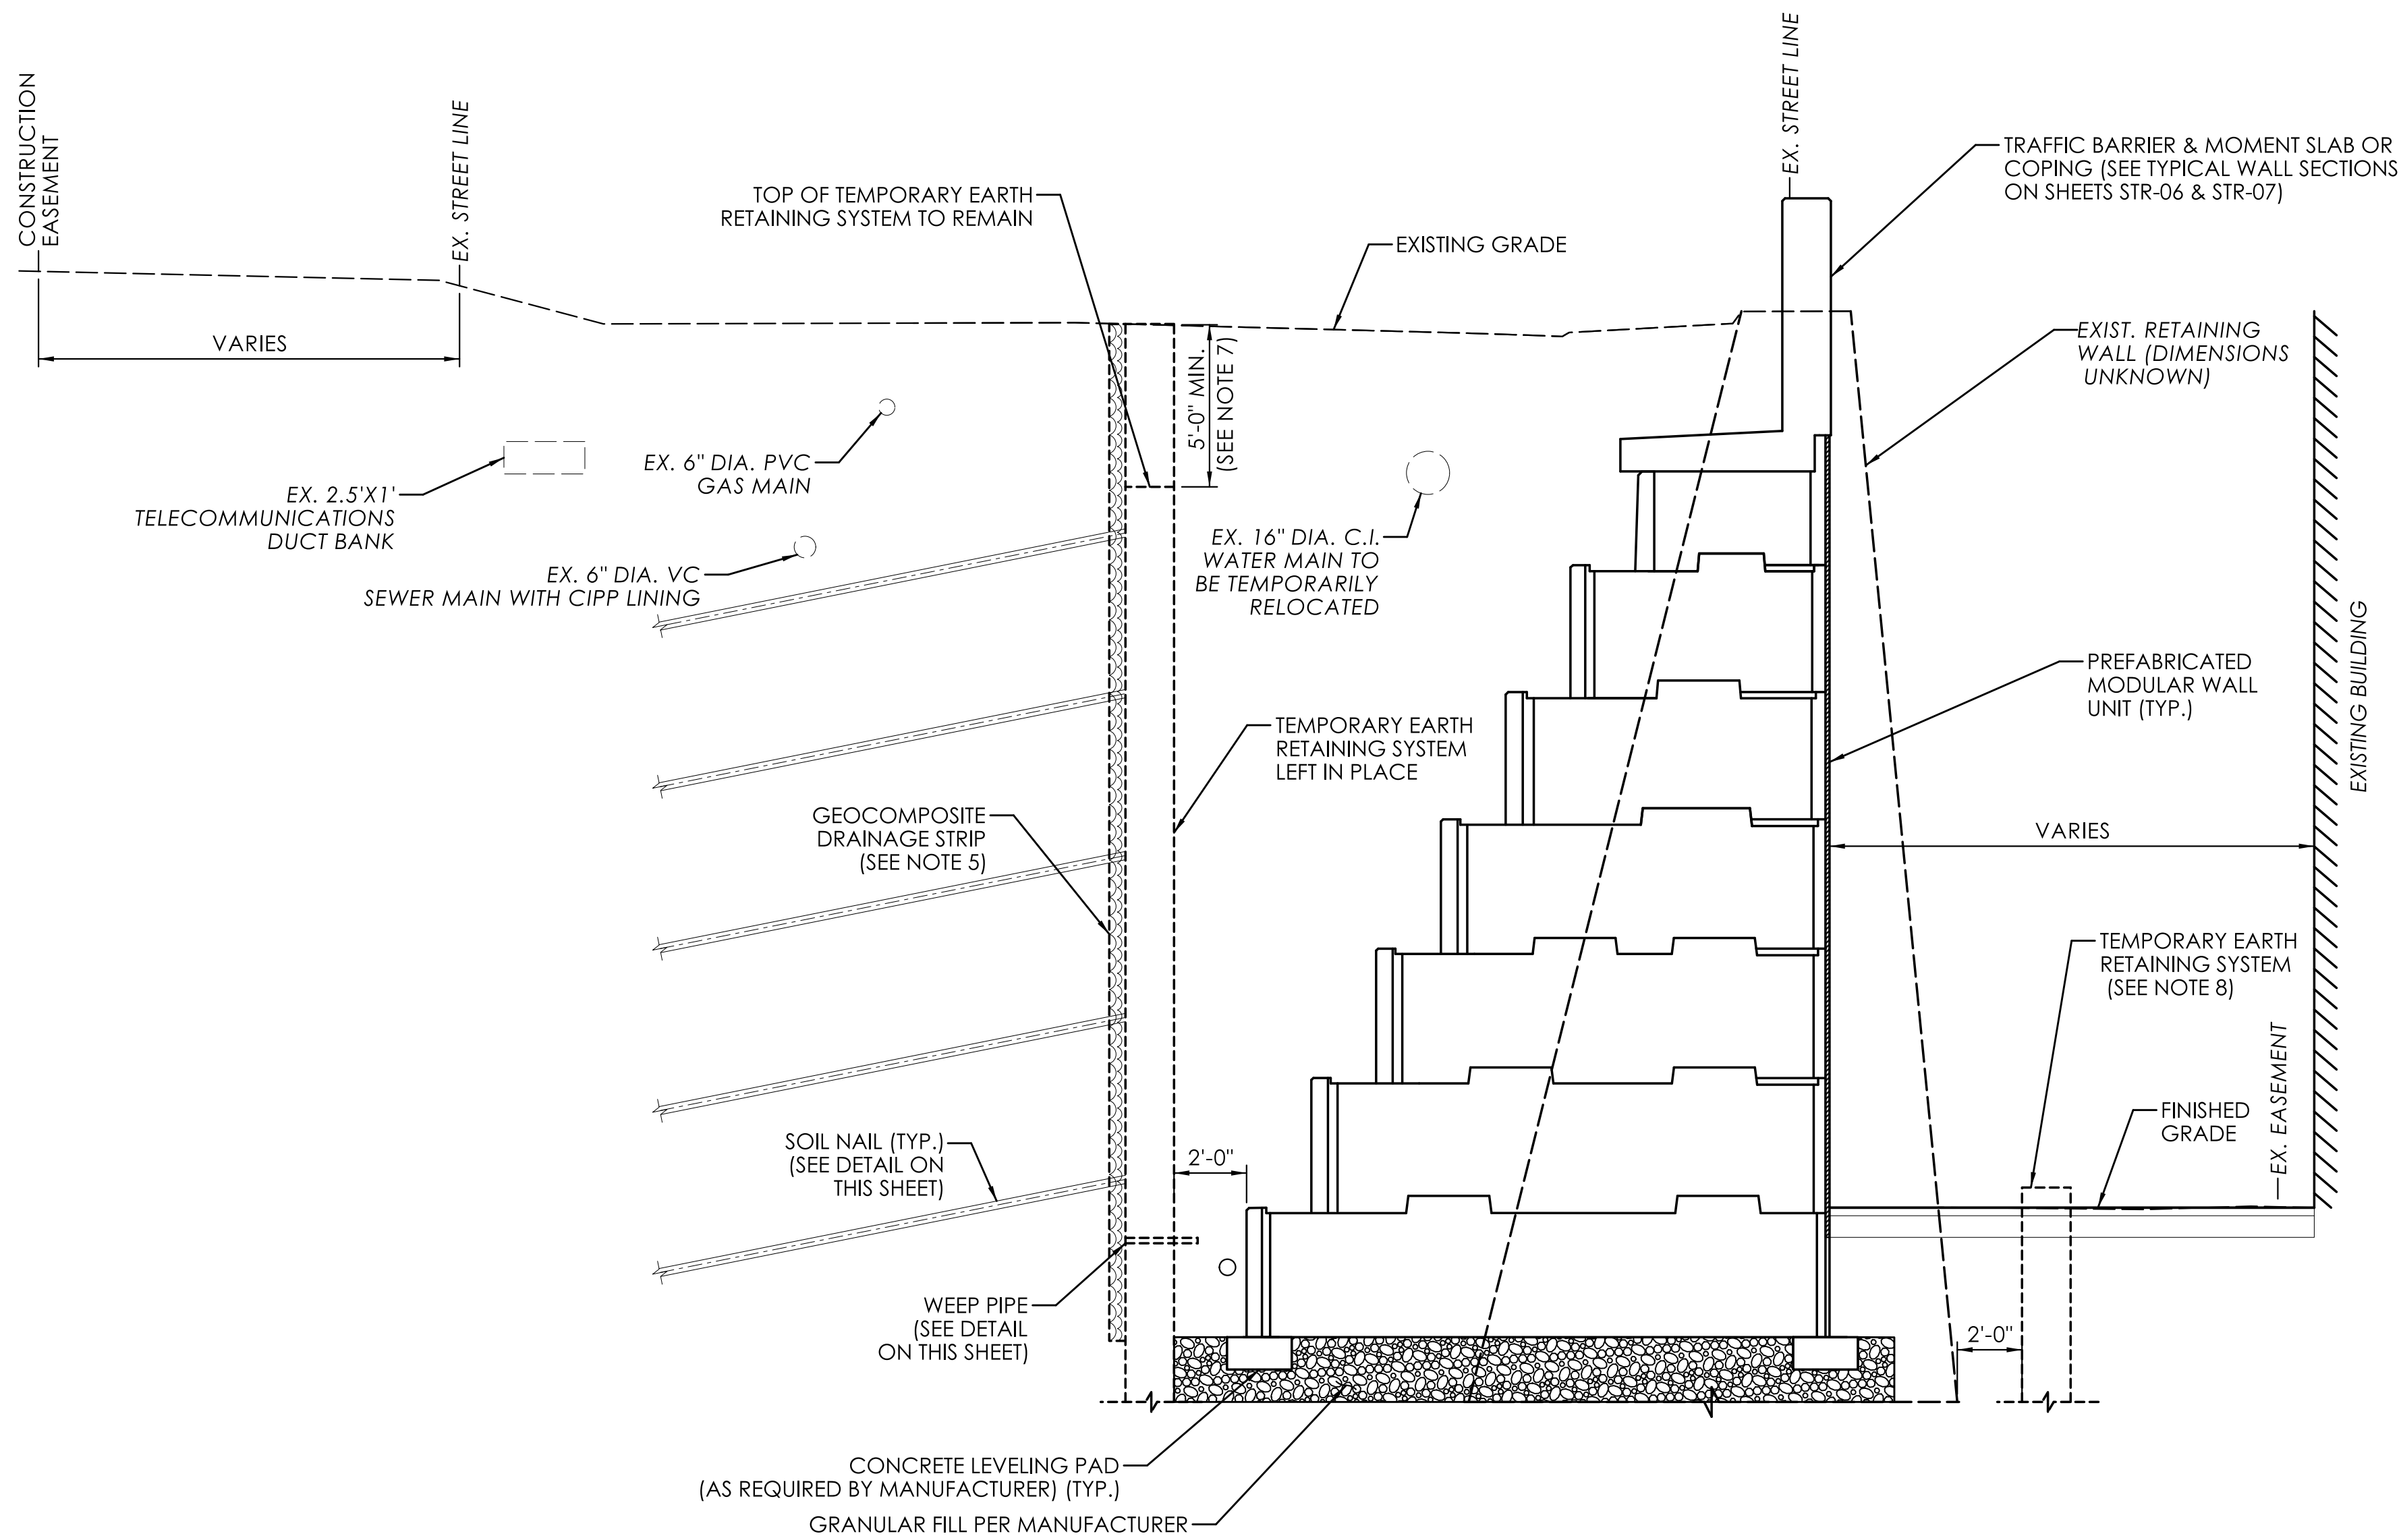 CONSTRUCTION
EASEMENT
EX. STREET LINE
EX. STREET LINE
TRAFFIC BARRIER & MOMENT SLAB OR
COPING (SEE TYPICAL WALL SECTIONS
ON SHEETS STR-06 & STR-07)
TOP OF TEMPORARY EARTH
RETAINING SYSTEM TO REMAIN
EXISTING GRADE
VARIES
5'-0" MIN.
(SEE NOTE 7)
EXIST. RETAINING
WALL (DIMENSIONS
UNKNOWN)
EX. 6" DIA. PVC
GAS MAIN
EX. 2.5'X1'
TELECOMMUNICATIONS
DUCT BANK
EX. 6" DIA. VC
SEWER MAIN WITH CIPP LINING
EX. 16" DIA. C.I.
WATER MAIN TO
BE TEMPORARILY
RELOCATED
PREFABRICATED
MODULAR WALL
UNIT (TYP.)
EXISTING BUILDING
TEMPORARY EARTH
RETAINING SYSTEM
LEFT IN PLACE
GEOCOMPOSITE
DRAINAGE STRIP
(SEE NOTE 5)
VARIES
TEMPORARY EARTH
RETAINING SYSTEM
(SEE NOTE 8)
EX. EASEMENT
FINISHED
GRADE
SOIL NAIL (TYP.)
(SEE DETAIL ON
THIS SHEET)
2'-0"
WEEP PIPE
(SEE DETAIL
ON THIS SHEET)
2'-0"
CONCRETE LEVELING PAD
(AS REQUIRED BY MANUFACTURER) (TYP.)
GRANULAR FILL PER MANUFACTURER